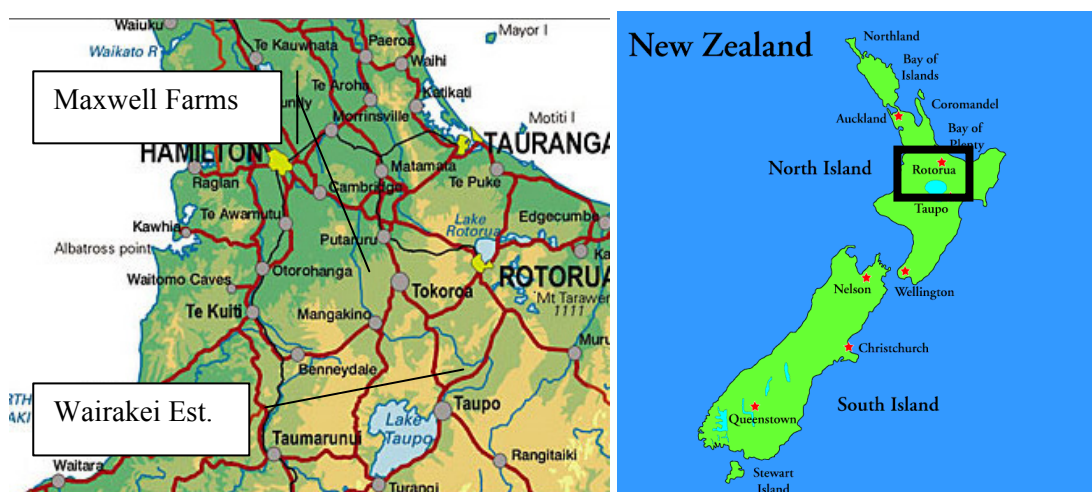 Waiuku
Mayor I
Waikato R
Te Kauwhata
Paeroa
Waihi
Maxwell Farms
Te Aroha
Katikati
Morrinsville
Motiti I
HAMILTON
TAURANGA
Raglan
Matamata
Te Puke
Cambridge
Te Awamutu
Lake
Rotorua
Edgecumbe
Kawhia
Putaruru
Albatross point
Otorohanga
Waitomo Caves
ROTORUA
Tokoroa
Mt Tarawer
1111
Te Kuiti
Mangakino
Muru
Benneydale
Wairakei Est.
Taupo
Lake
Taupo
Taumarunui
Rangitaiki
Waitara
Turangi
New Zealand
Northland
Bay of
Islands
Coromandel
Auckland
Bay of
Plenty
North Island
Rotorua
Taupo
Nelson
Wellington
Christchurch
South Island
Queenstown
Stewart
Island